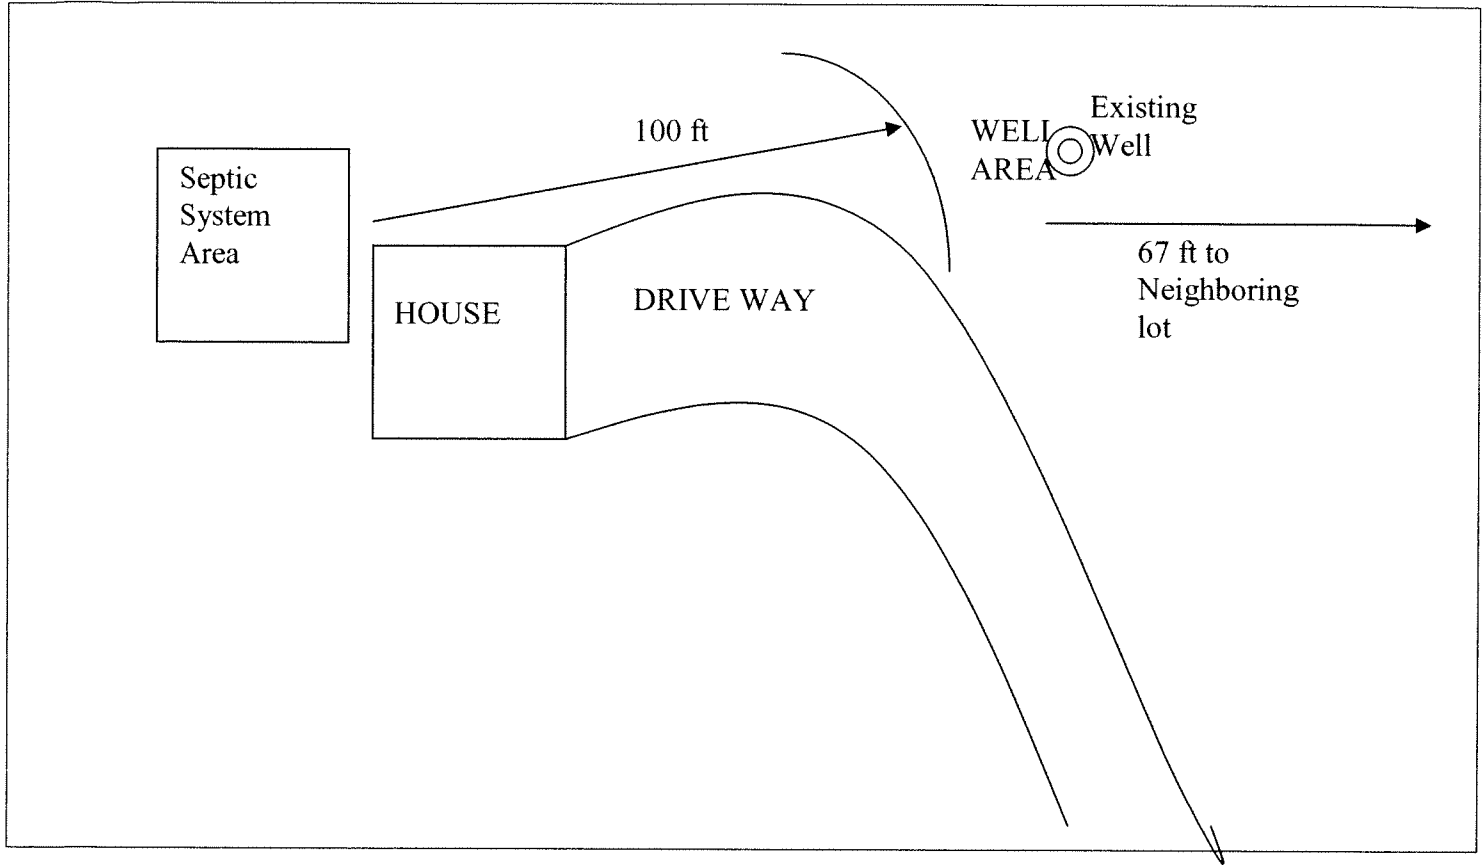 100 ft
Existing
Well
WELL
AREA
Septic
System
Area
HOUSE
DRIVE WAY
67 ft to
Neighboring
lot